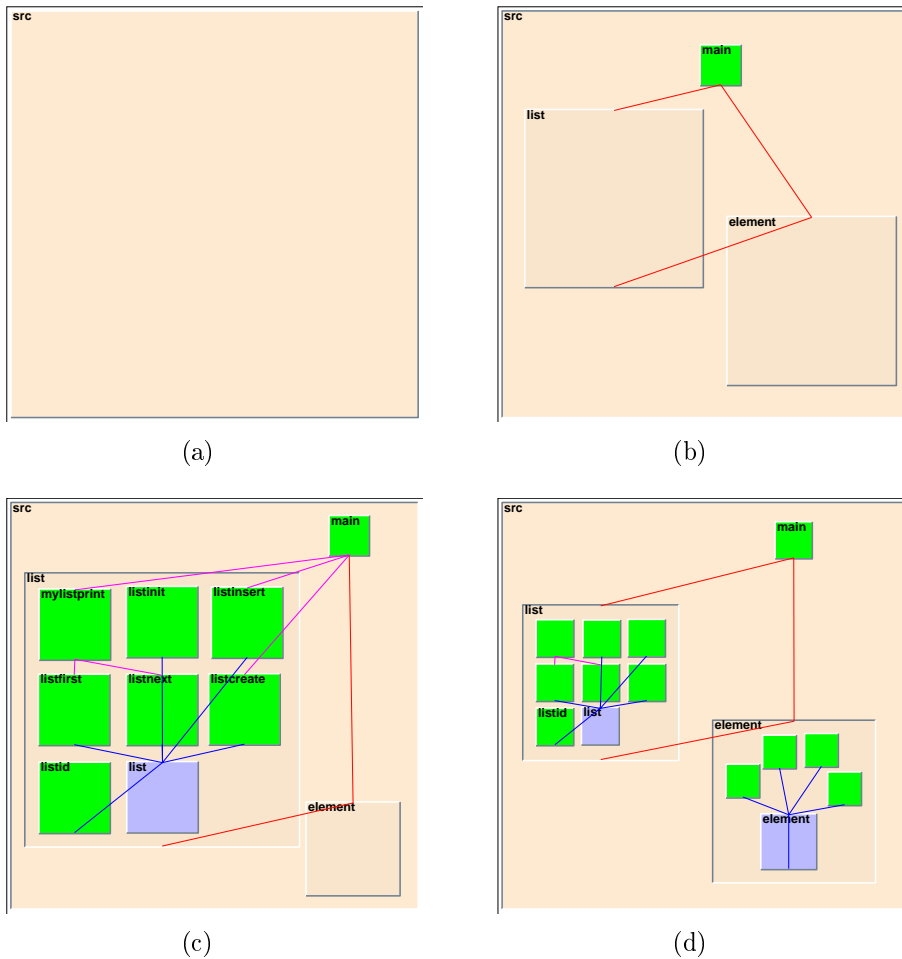 src
src
main
list
element
(a)
(b)
src
main
list
mylistprint
listinit
listinsert
listfirst
listnext
listcreate
listid
list
element
src
main
list
listid
list
element
element
(c)
(d)